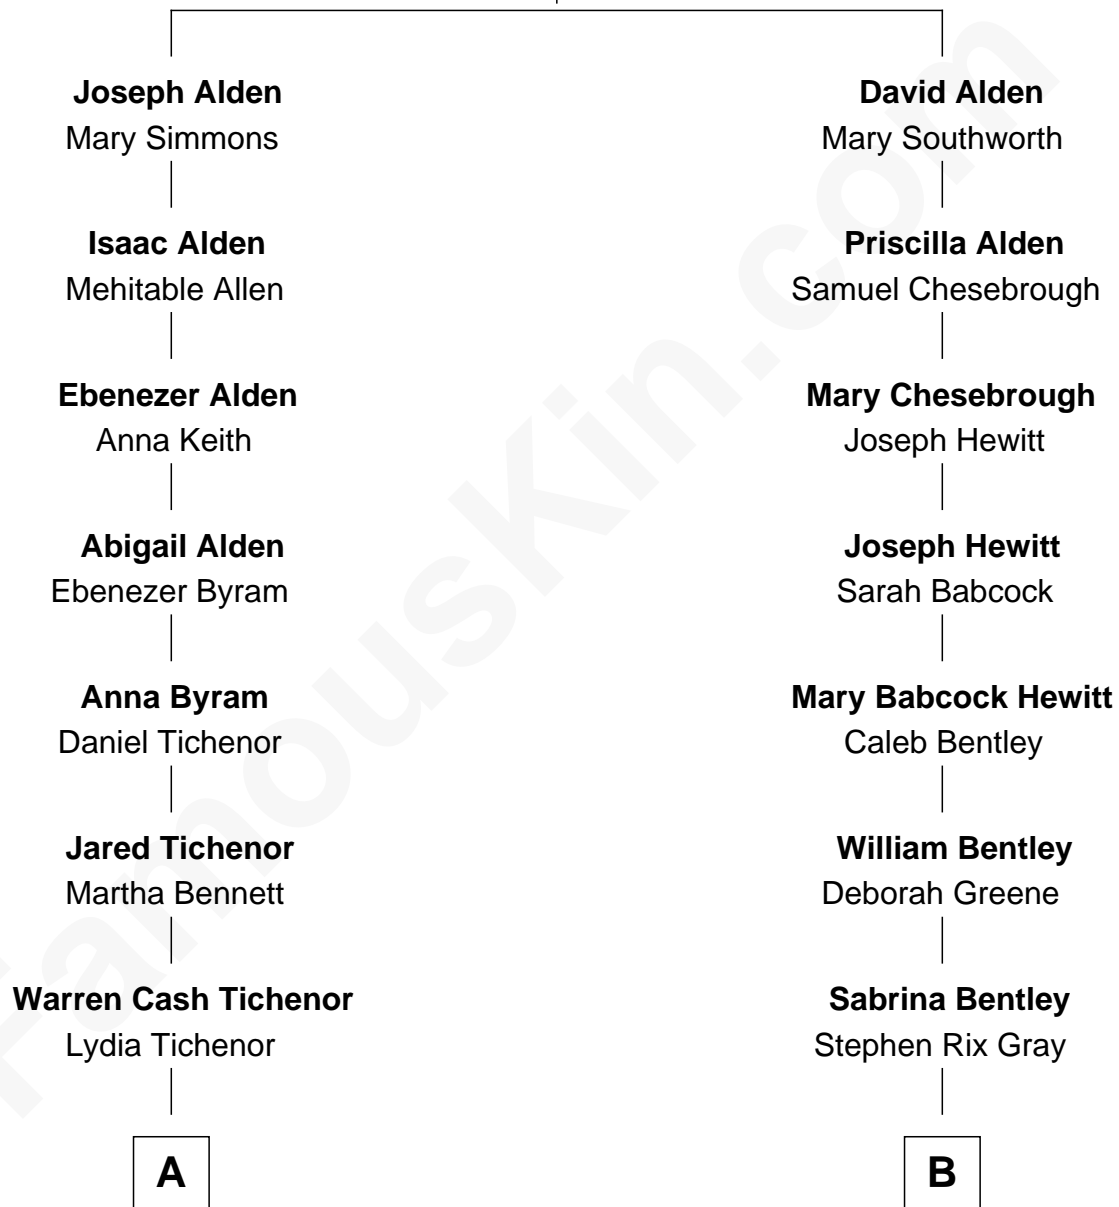 Joseph Alden
Mary Simmons
Isaac Alden
Mehitable Allen
Ebenezer Alden
Anna Keith
Abigail Alden
Ebenezer Byram
Anna Byram
Daniel Tichenor
Jared Tichenor
Martha Bennett
Warren Cash Tichenor
Lydia Tichenor
A
David Alden
Mary Southworth
Priscilla Alden
Samuel Chesebrough
Mary Chesebrough
Joseph Hewitt
Joseph Hewitt
Sarah Babcock
Mary Babcock Hewitt
Caleb Bentley
William Bentley
Deborah Greene
Sabrina Bentley
Stephen Rix Gray
B
FamousKin.com